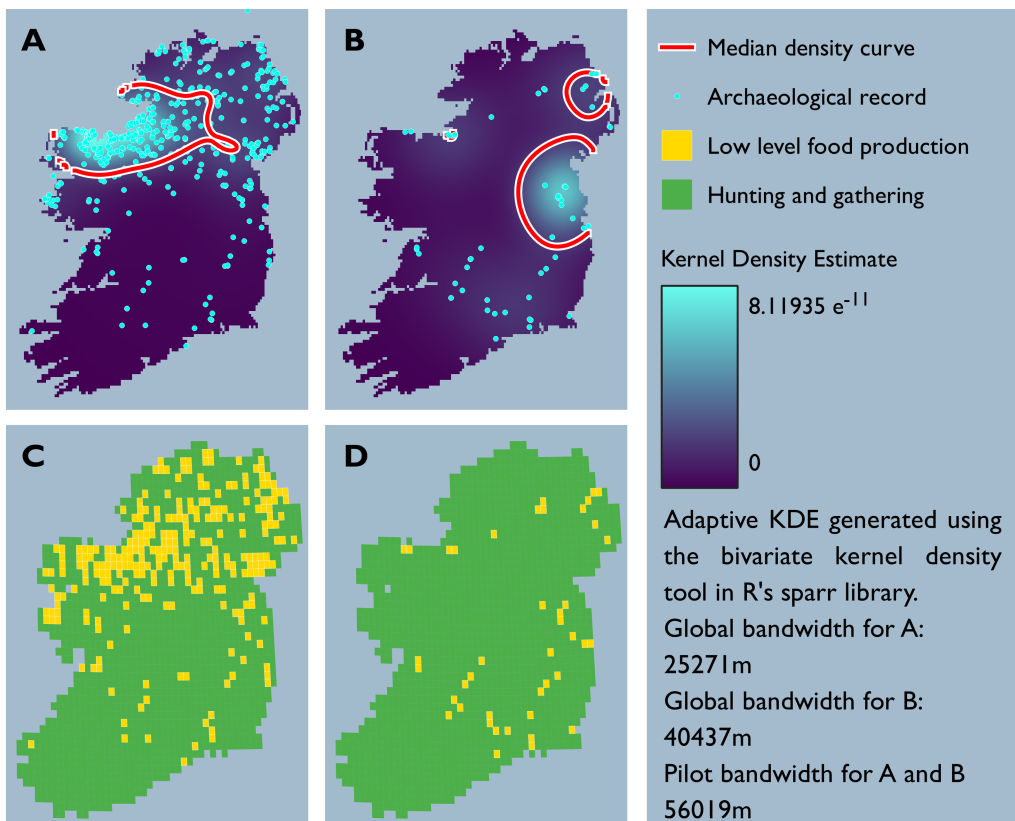 A
B
Median density curve
Archaeological record
Low level food production
Hunting and gathering
Kernel Density Estimate
8.11935 e⁻¹¹
0
C
D
Adaptive KDE generated using
the bivariate kernel density
tool in R's sparr library.
Global bandwidth for A:
25271m
Global bandwidth for B:
40437m
Pilot bandwidth for A and B
56019m